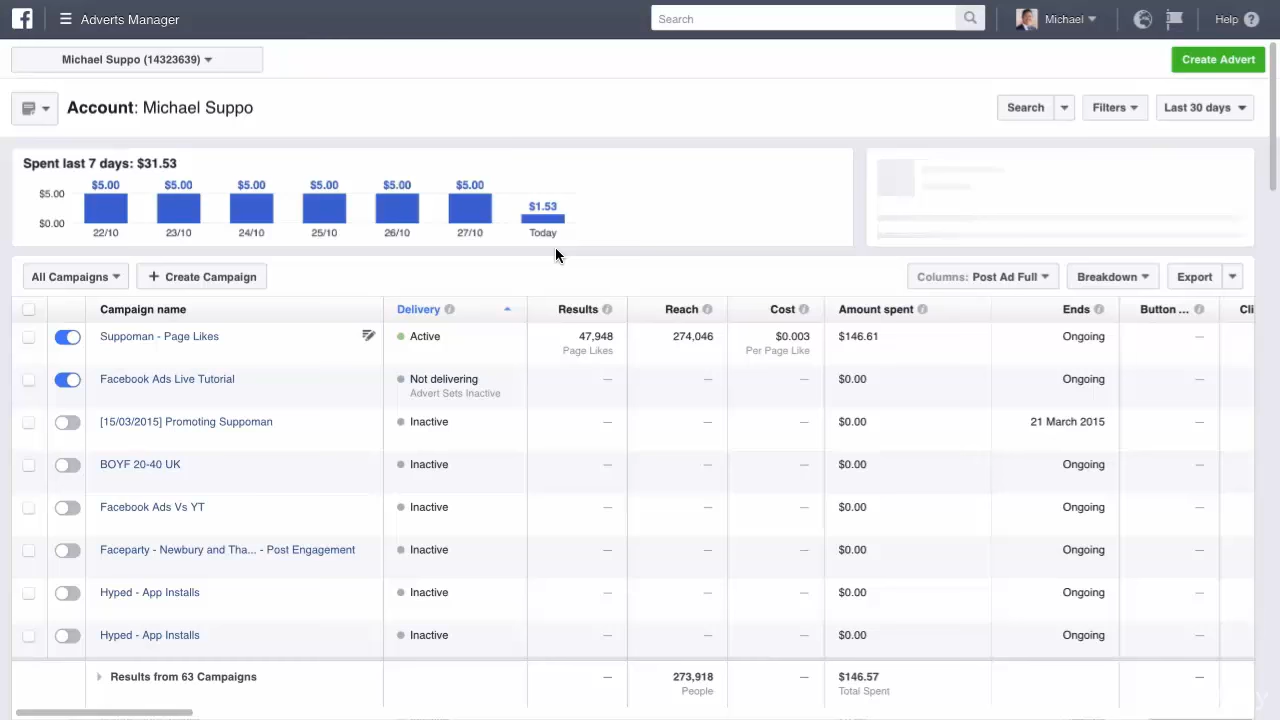 f Adverts Manager Search Michael Help ?
Michael Suppo (14323639) Create Advert
Account: Michael Suppo Search Filters Last 30 days
Spent last 7 days: $31.53
$5.00 $5.00 $5.00 $5.00 $5.00 $5.00
$5.00
$1.53
$0.00
22/10 23/10 24/10 25/10 26/10 27/10 Today
All Campaigns + Create Campaign Columns: Post Ad Full Breakdown Export
Campaign name Delivery Results Reach Cost Amount spent Ends Button ... Cli
Suppoman - Page Likes Active 47,948 274,046 $0.003 $146.61 Ongoing —
Page Likes Per Page Like
Facebook Ads Live Tutorial Not delivering — — — $0.00 Ongoing —
Advert Sets Inactive
[15/03/2015] Promoting Suppoman Inactive — — — $0.00 21 March 2015 —
BOYF 20-40 UK Inactive — — — $0.00 Ongoing —
Facebook Ads Vs YT Inactive — — — $0.00 Ongoing —
Faceparty - Newbury and Tha... - Post Engagement Inactive — — — $0.00 Ongoing —
Hyped - App Installs Inactive — — — $0.00 Ongoing —
Hyped - App Installs Inactive — — — $0.00 Ongoing —
Results from 63 Campaigns — 273,918 — $146.57 —
People Total Spent